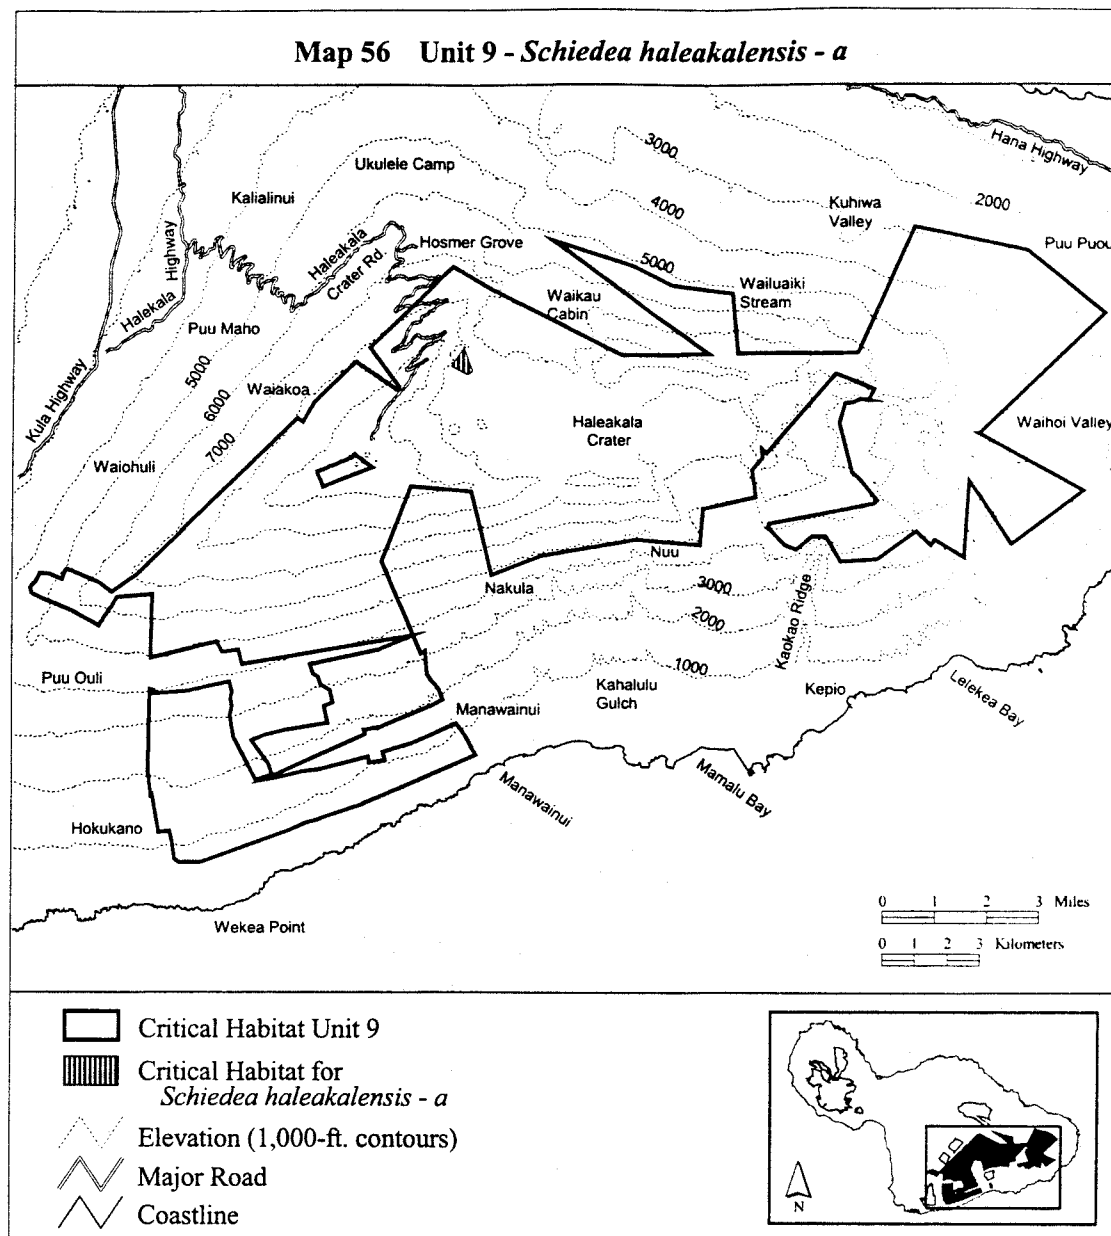 Map 56 Unit 9 - Schiedea haleakalensis - a
Hana Highway
3000
Ukulele Camp
Kalialinui
4000
Kuhiwa
Valley
2000
Highway
Haleakala
Crater Rd.
Hosmer Grove
Puu Puou
5000
Wailuaiki
Stream
Halekala
Waikau
Cabin
Puu Maho
5000
Kula Highway
6000
Waiakoa
7000
Haleakala
Crater
Waihoi Valley
Waiohuli
Nuu
Nakula
3000
2000
Kaokao Ridge
1000
Puu Ouli
Kahalulu
Gulch
Kepio
Lelekea Bay
Manawainui
Mamalu Bay
Manawainui
Hokukano
Wekea Point
0 1 2 3 Miles
0 1 2 3 Kilometers
Critical Habitat Unit 9
Critical Habitat for
Schiedea haleakalensis - a
Elevation (1,000-ft. contours)
Major Road
Coastline
N